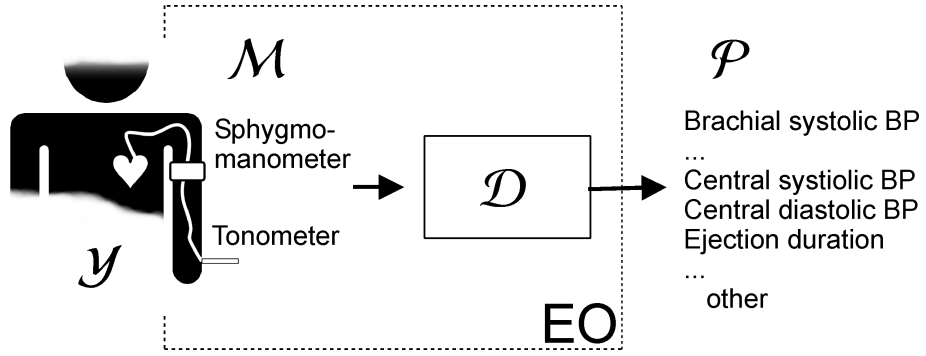 ℳ
𝒫
Sphygmo-
manometer
Tonometer
𝒴
𝒟
Brachial systolic BP
...
Central systiolic BP
Central diastolic BP
Ejection duration
...
other
EO